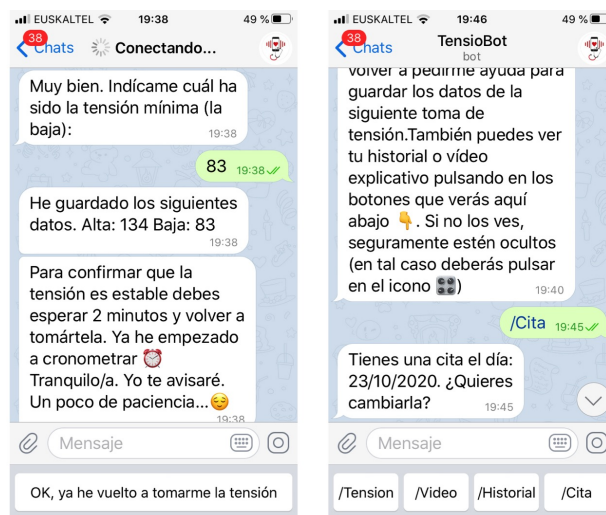 EUSKALTEL 19:38 49 %
38
Chats Conectando...
Muy bien. Indícame cuál ha
sido la tensión mínima (la
baja):
19:38
83 19:38
He guardado los siguientes
datos. Alta: 134 Baja: 83
19:38
Para confirmar que la
tensión es estable debes
esperar 2 minutos y volver a
tomártela. Ya he empezado
a cronometrar ⏰
Tranquilo/a. Yo te avisaré.
Un poco de paciencia...😌
19:38
Mensaje
OK, ya he vuelto a tomarme la tensión
EUSKALTEL 19:46 49 %
38
Chats TensioBot
bot
volver a pedirme ayuda para
guardar los datos de la
siguiente toma de
tensión.También puedes ver
tu historial o vídeo
explicativo pulsando en los
botones que verás aquí
abajo 👇. Si no los ves,
seguramente estén ocultos
(en tal caso deberás pulsar
en el icono 🎛)
19:40
/Cita 19:45
Tienes una cita el día:
23/10/2020. ¿Quieres
cambiarla?
19:45
Mensaje
/Tension /Video /Historial /Cita